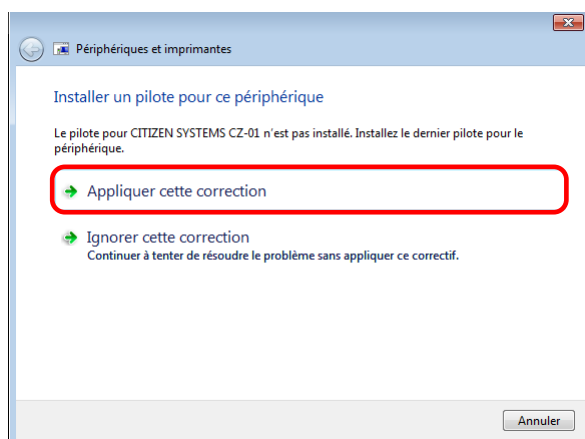 Périphériques et imprimantes
Installer un pilote pour ce périphérique
Le pilote pour CITIZEN SYSTEMS CZ-01 n'est pas installé. Installez le dernier pilote pour le
périphérique.
Appliquer cette correction
Ignorer cette correction
Continuer à tenter de résoudre le problème sans appliquer ce correctif.
Annuler